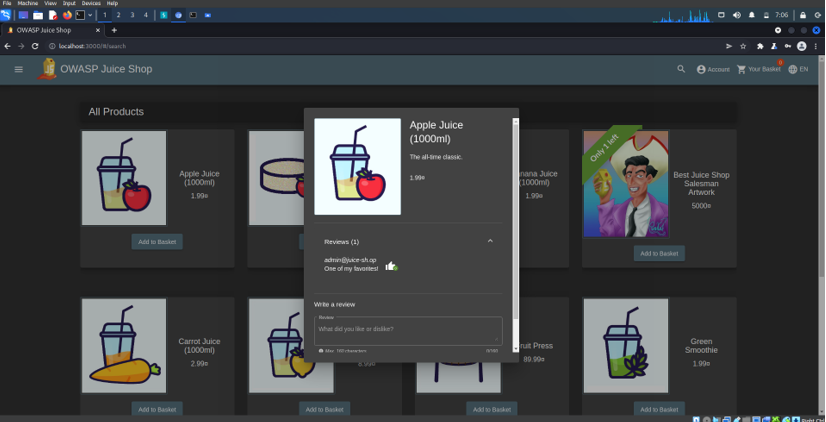 File Machine View Input Devices Help
1 2 3 4
7:06
OWASP Juice Shop
localhost:3000/#/search
OWASP Juice Shop
Account
Your Basket
0
EN
All Products
Apple Juice
(1000ml)
1.99¤
Add to Basket
Apple Juice
(1000ml)
The all-time classic.
1.99¤
Reviews (1)
admin@juice-sh.op
One of my favorites!
Write a review
Review
What did you like or dislike?
Max. 160 characters
0/160
anana Juice
(1000ml)
1.99¤
Only 1 left
Best Juice Shop
Salesman
Artwork
5000¤
Add to Basket
Carrot Juice
(1000ml)
2.99¤
Add to Basket
8.99¤
Add to Basket
ruit Press
89.99¤
Add to Basket
Green
Smoothie
1.99¤
Add to Basket
Right Ctrl